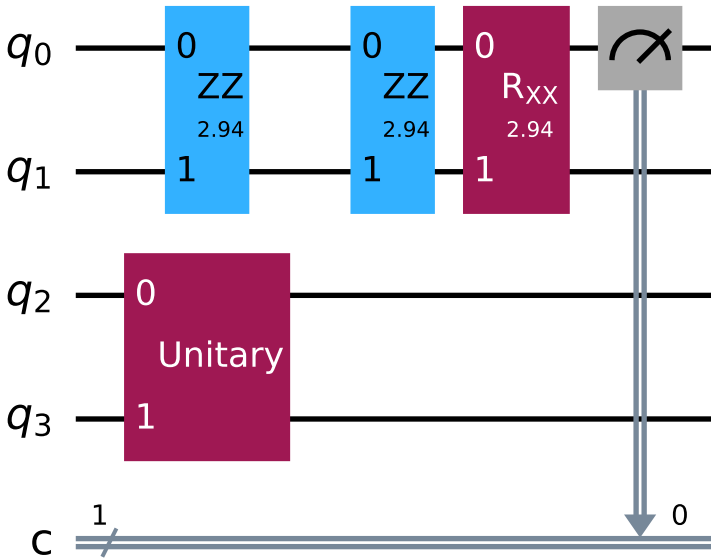 q0 0 0 0
ZZ ZZ RXX
2.94 2.94 2.94
q1 1 1 1
q2 0
Unitary
q3 1
1 0
c